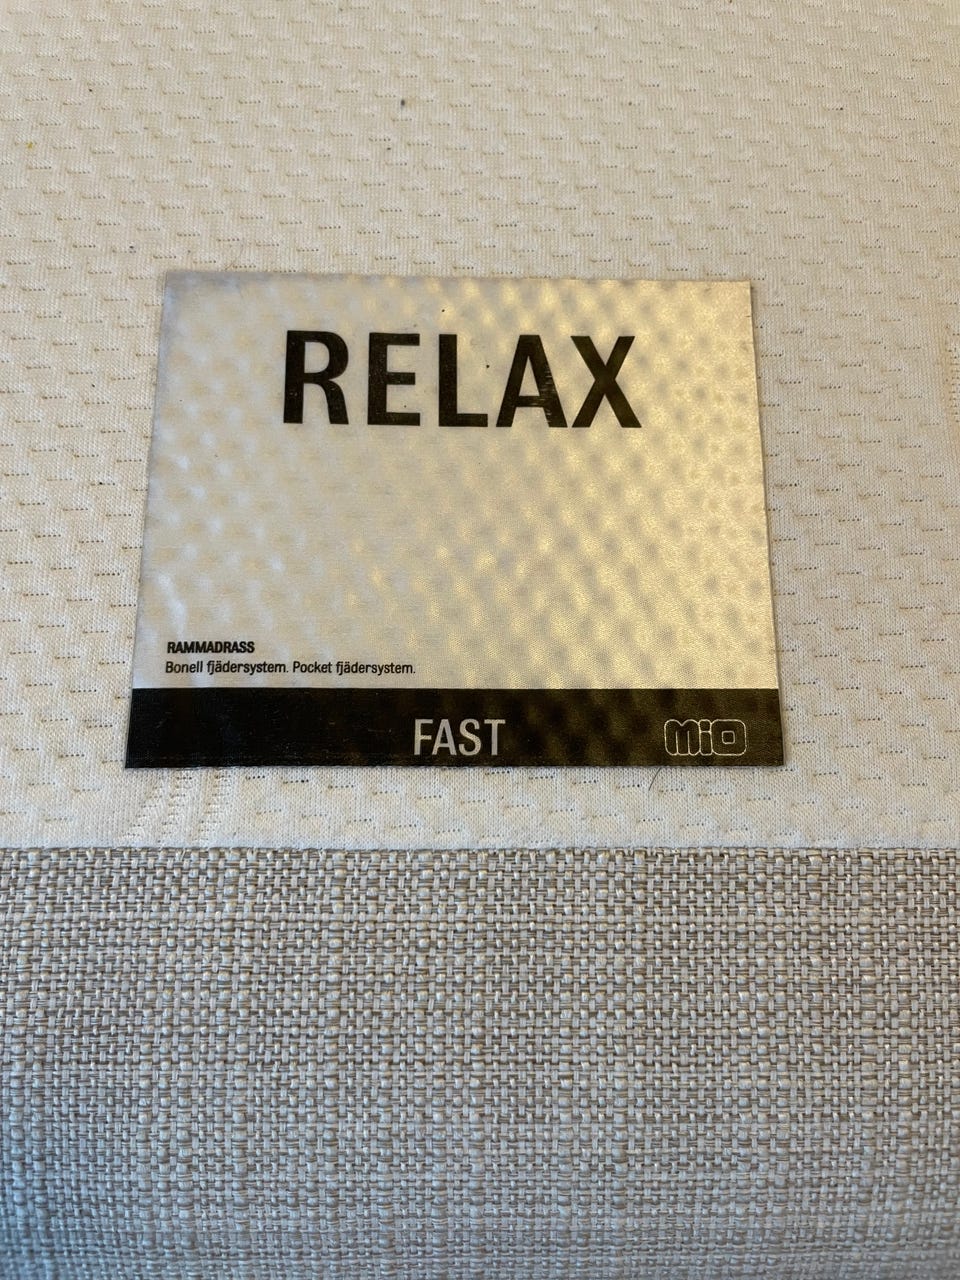 RELAX
RAMMADRASS
Bonell fjädersystem. Pocket fjädersystem.
FAST
MiO